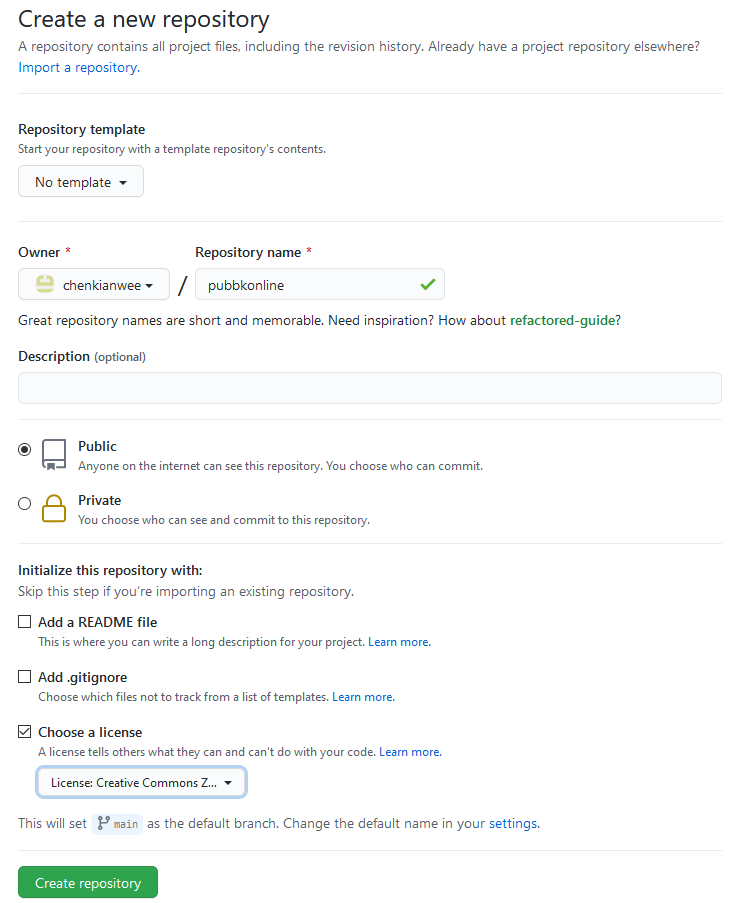 Create a new repository
A repository contains all project files, including the revision history. Already have a project repository elsewhere?
Import a repository.
Repository template
Start your repository with a template repository's contents.
No template
Owner *
Repository name *
chenkianwee / pubbkonline
Great repository names are short and memorable. Need inspiration? How about refactored-guide?
Description (optional)
Public
Anyone on the internet can see this repository. You choose who can commit.
Private
You choose who can see and commit to this repository.
Initialize this repository with:
Skip this step if you're importing an existing repository.
Add a README file
This is where you can write a long description for your project. Learn more.
Add .gitignore
Choose which files not to track from a list of templates. Learn more.
Choose a license
A license tells others what they can and can't do with your code. Learn more.
License: Creative Commons Z...
This will set main as the default branch. Change the default name in your settings.
Create repository